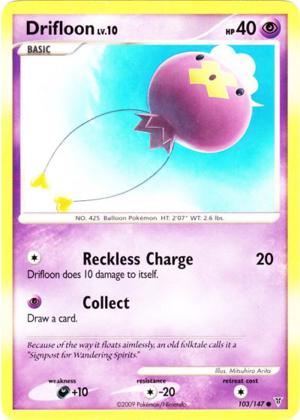 Drifloon LV.10 HP 40
BASIC
NO. 425 Balloon Pokémon HT: 2'07" WT: 2.6 lbs.
Reckless Charge 20
Drifloon does 10 damage to itself.
Collect
Draw a card.
Because of the way it floats aimlessly, an old folktale calls it a
"Signpost for Wandering Spirits."
Illus. Mitsuhiro Arita
weakness resistance retreat cost
+10 -20
©2009 Pokémon/Nintendo 103/147